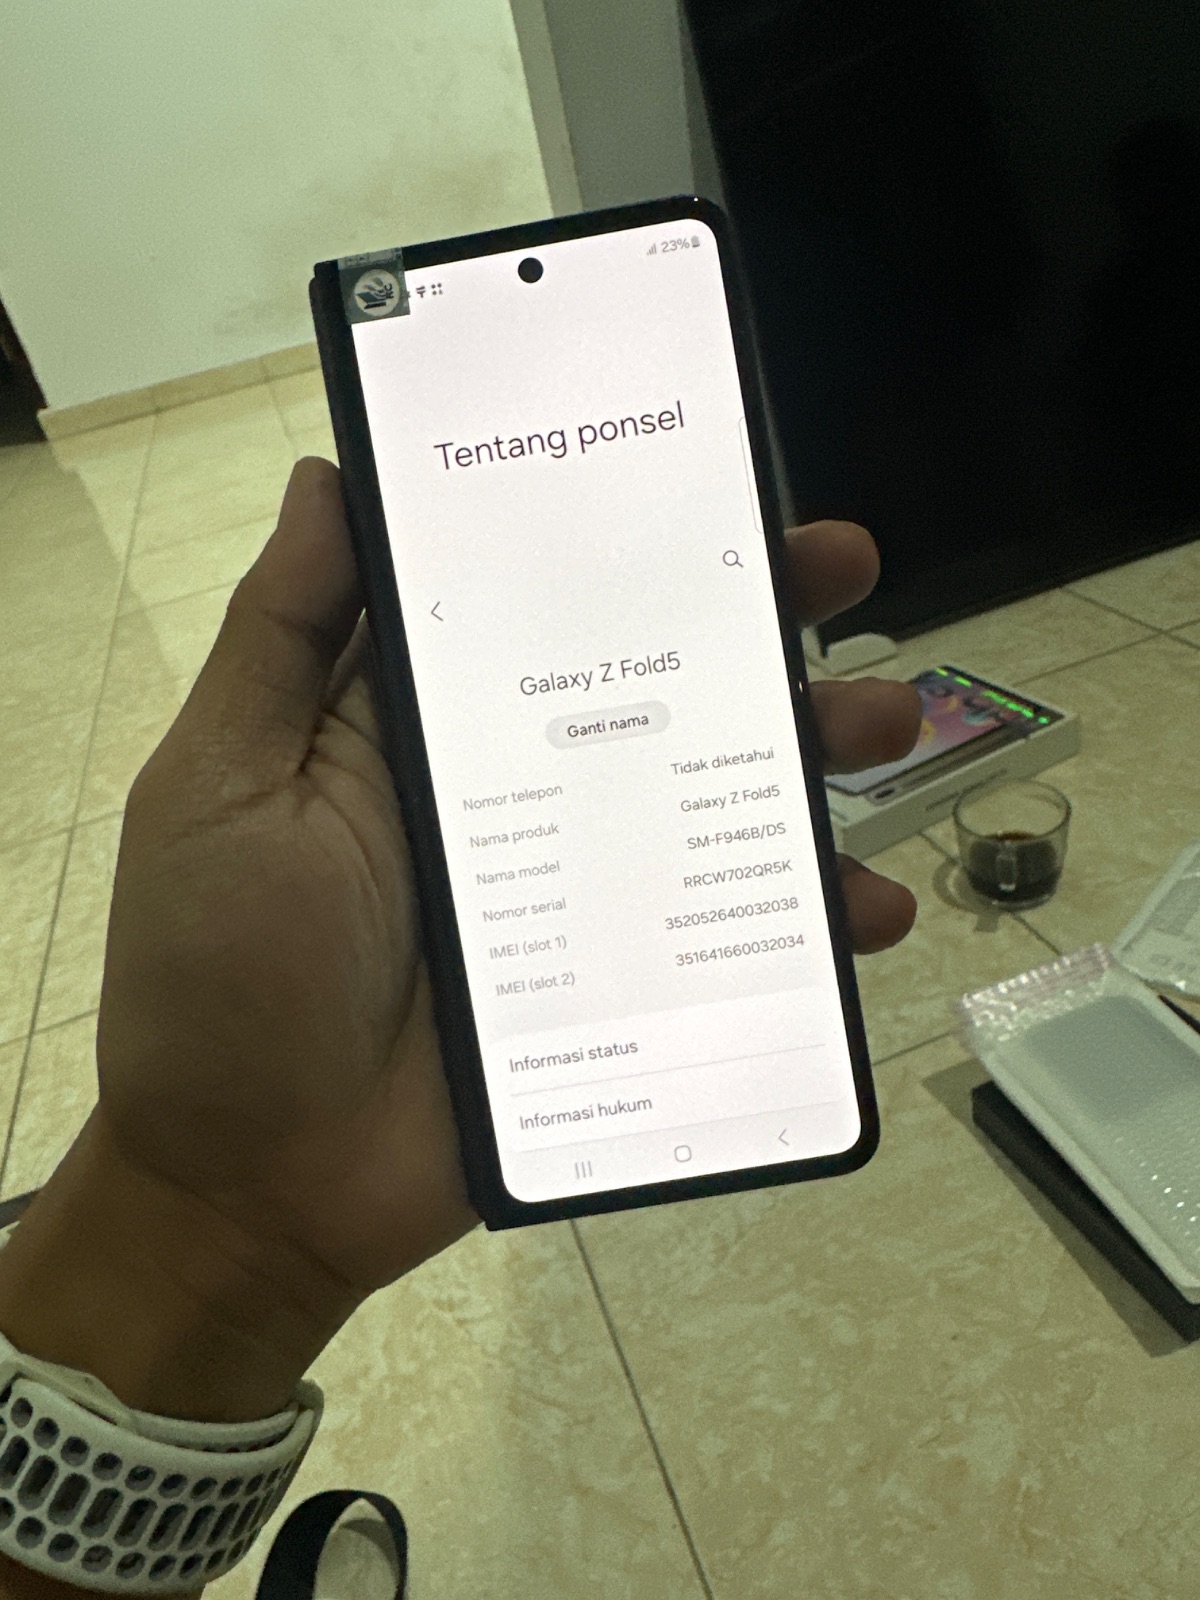 23%
Tentang ponsel
Galaxy Z Fold5
Ganti nama
Nomor telepon Tidak diketahui
Nama produk Galaxy Z Fold5
Nama model SM-F946B/DS
Nomor serial RRCW702QR5K
IMEI (slot 1) 352052640032038
IMEI (slot 2) 351641660032034
Informasi status
Informasi hukum